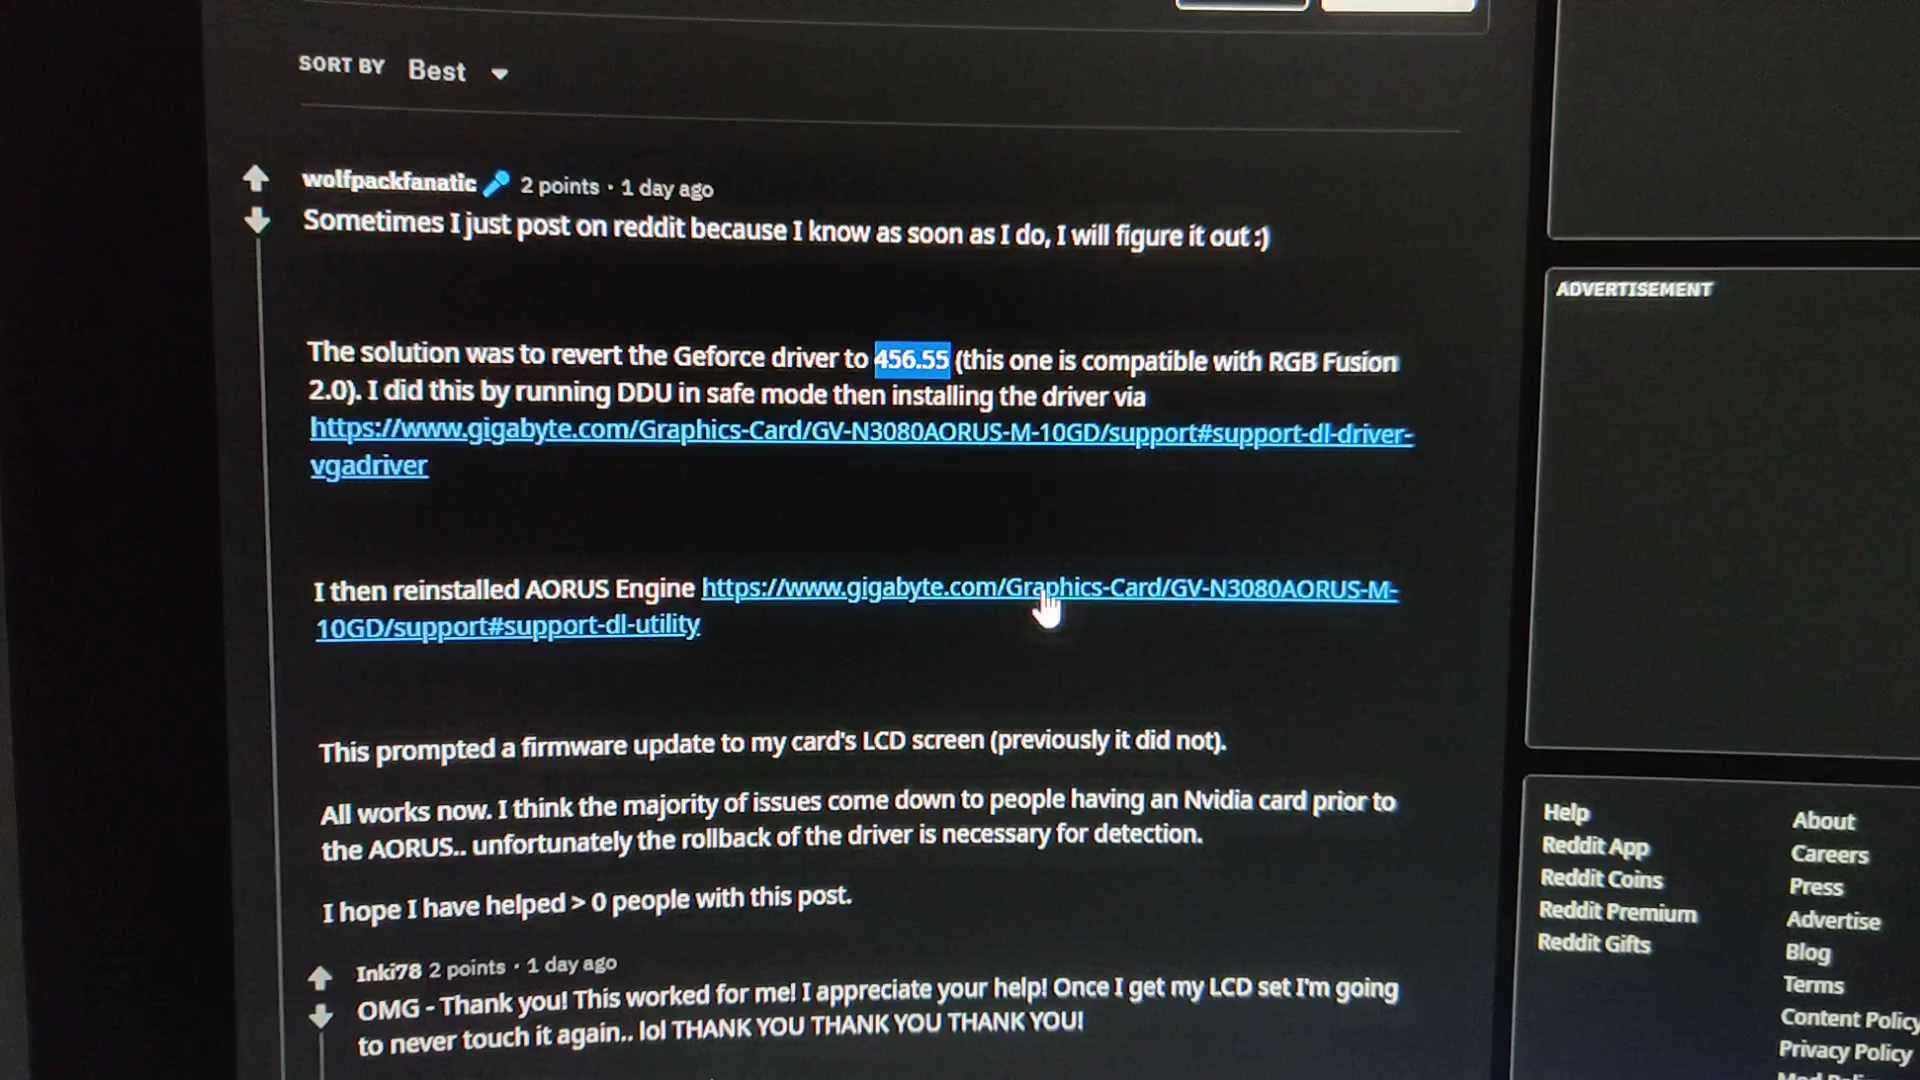 SORT BY Best
wolfpackfanatic 2 points · 1 day ago
Sometimes I just post on reddit because I know as soon as I do, I will figure it out :)
ADVERTISEMENT
The solution was to revert the Geforce driver to 456.55 (this one is compatible with RGB Fusion
2.0). I did this by running DDU in safe mode then installing the driver via
https://www.gigabyte.com/Graphics-Card/GV-N3080AORUS-M-10GD/support#support-dl-driver-
vgadriver
I then reinstalled AORUS Engine https://www.gigabyte.com/Graphics-Card/GV-N3080AORUS-M-
10GD/support#support-dl-utility
This prompted a firmware update to my card's LCD screen (previously it did not).
All works now. I think the majority of issues come down to people having an Nvidia card prior to
the AORUS.. unfortunately the rollback of the driver is necessary for detection.
I hope I have helped > 0 people with this post.
Inki78 2 points · 1 day ago
OMG - Thank you! This worked for me! I appreciate your help! Once I get my LCD set I'm going
to never touch it again.. lol THANK YOU THANK YOU THANK YOU!
Help
Reddit App
Reddit Coins
Reddit Premium
Reddit Gifts
About
Careers
Press
Advertise
Blog
Terms
Content Policy
Privacy Policy